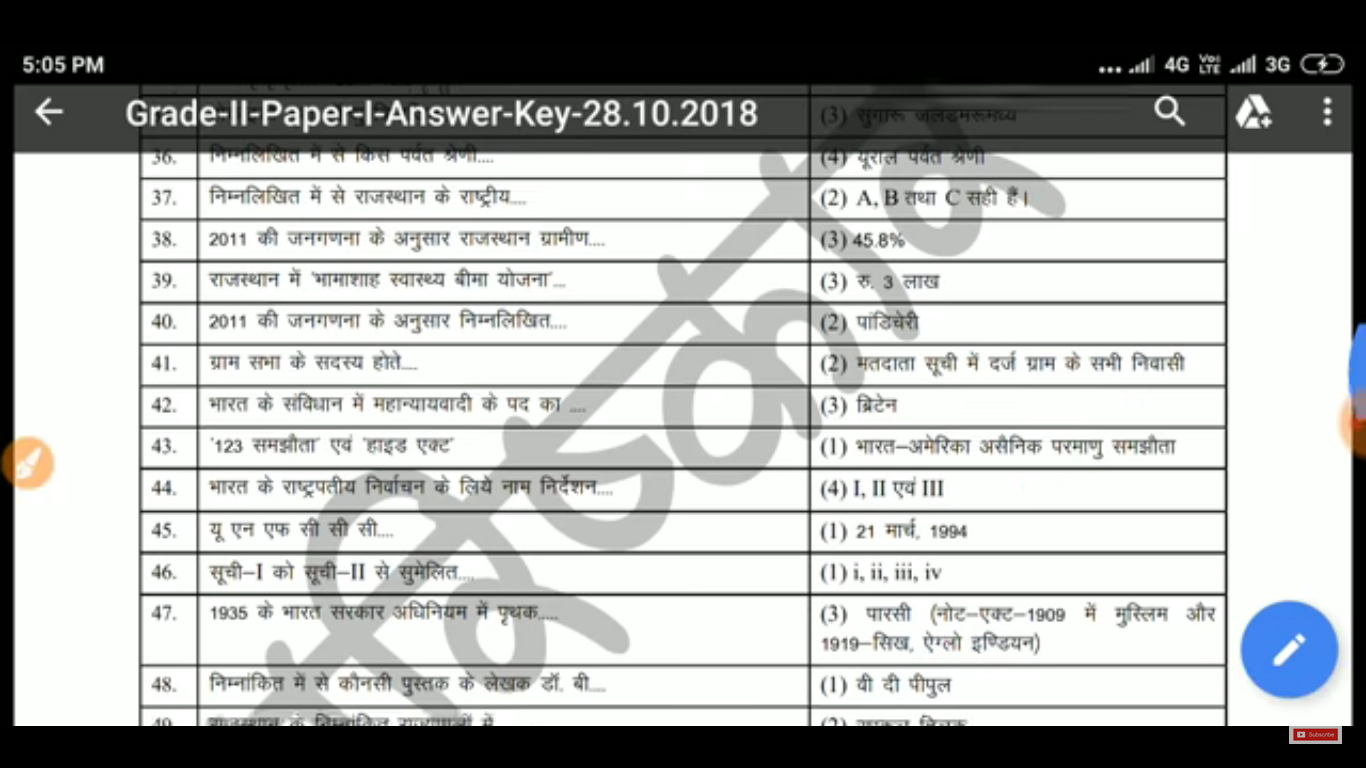 5:05 PM
4G Vo) LTE 3G
Grade-II-Paper-I-Answer-Key-28.10.2018
(3) सुगारू जलडमरूमध्य
36. निम्नलिखित में से किस पर्वत श्रेणी.... (4) यूराल पर्वत श्रेणी
37. निम्नलिखित में से राजस्थान के राष्ट्रीय.... (2) A, B तथा C सही हैं।
38. 2011 की जनगणना के अनुसार राजस्थान ग्रामीण.... (3) 45.8%
39. राजस्थान में 'भामाशाह स्वास्थ्य बीमा योजना'... (3) रु. 3 लाख
40. 2011 की जनगणना के अनुसार निम्नलिखित.... (2) पांडिचेरी
41. ग्राम सभा के सदस्य होते.... (2) मतदाता सूची में दर्ज ग्राम के सभी निवासी
42. भारत के संविधान में महान्यायवादी के पद का .... (3) ब्रिटेन
43. '123 समझौता' एवं 'हाइड एक्ट' (1) भारत–अमेरिका असैनिक परमाणु समझौता
44. भारत के राष्ट्रपतीय निर्वाचन के लिये नाम निर्देशन.... (4) I, II एवं III
45. यू एन एफ सी सी सी.... (1) 21 मार्च, 1994
46. सूची–I को सूची–II से सुमेलित.... (1) i, ii, iii, iv
47. 1935 के भारत सरकार अधिनियम में पृथक..... (3) पारसी (नोट–एक्ट–1909 में मुस्लिम और
1919–सिख, ऐंग्लो इण्डियन)
48. निम्नांकित में से कौनसी पुस्तक के लेखक डॉ. बी.... (1) वी दी पीपुल
49. राजस्थान के निम्नांकित राज्यपालों में
Subscribe